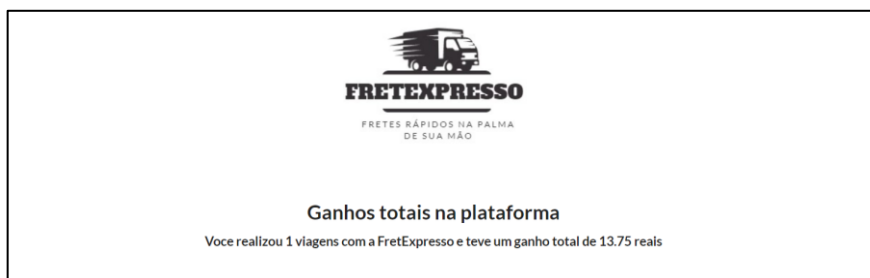 FRETEXPRESSO
FRETES RÁPIDOS NA PALMA
DE SUA MÃO
Ganhos totais na plataforma
Voce realizou 1 viagens com a FretExpresso e teve um ganho total de 13.75 reais